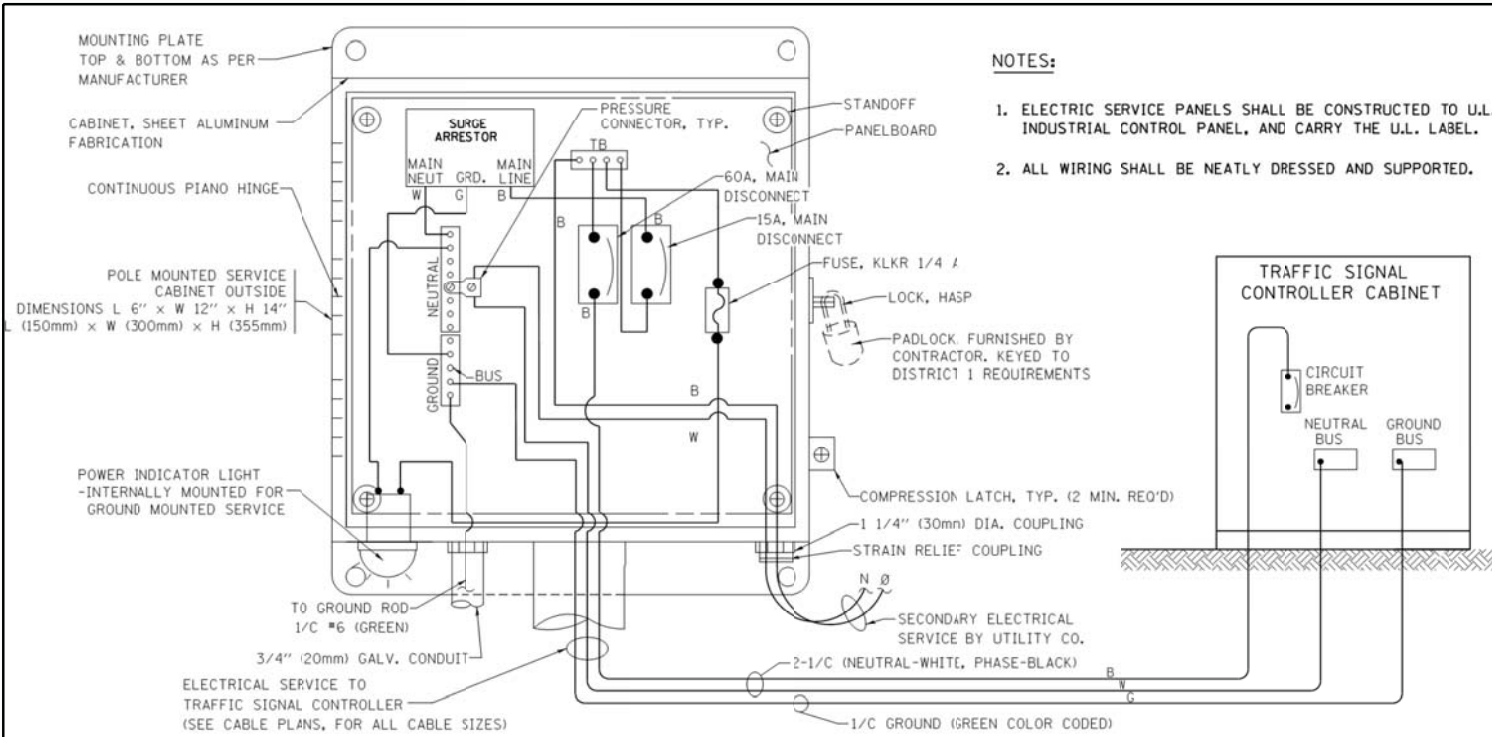 MOUNTING PLATE
TOP & BOTTOM AS PER
MANUFACTURER
CABINET, SHEET ALUMINUM
FABRICATION
CONTINUOUS PIANO HINGE
POLE MOUNTED SERVICE
CABINET OUTSIDE
DIMENSIONS L 6" × W 12" × H 14"
L (150mm) × W (300mm) × H (355mm)
POWER INDICATOR LIGHT
-INTERNALLY MOUNTED FOR
GROUND MOUNTED SERVICE
TO GROUND ROD
1/C #6 (GREEN)
3/4" (20mm) GALV. CONDUIT
ELECTRICAL SERVICE TO
TRAFFIC SIGNAL CONTROLLER
(SEE CABLE PLANS, FOR ALL CABLE SIZES)
SURGE
ARRESTOR
MAIN NEUT
GRD.
MAIN LINE
W
G
B
PRESSURE
CONNECTOR, TYP.
TB
STANDOFF
PANELBOARD
60A, MAIN
DISCONNECT
B
B
15A, MAIN
DISCONNECT
B
FUSE, KLKR 1/4 A
NEUTRAL
GROUND
BUS
LOCK, HASP
PADLOCK FURNISHED BY
CONTRACTOR. KEYED TO
DISTRICT 1 REQUIREMENTS
B
W
COMPRESSION LATCH, TYP. (2 MIN. REQ'D)
1 1/4" (30mm) DIA. COUPLING
STRAIN RELIEF COUPLING
N Ø
SECONDARY ELECTRICAL
SERVICE BY UTILITY CO.
2-1/C (NEUTRAL-WHITE, PHASE-BLACK)
B
W
G
1/C GROUND (GREEN COLOR CODED)
NOTES:
1. ELECTRIC SERVICE PANELS SHALL BE CONSTRUCTED TO U.L.
INDUSTRIAL CONTROL PANEL, AND CARRY THE U.L. LABEL.
2. ALL WIRING SHALL BE NEATLY DRESSED AND SUPPORTED.
TRAFFIC SIGNAL
CONTROLLER CABINET
CIRCUIT
BREAKER
NEUTRAL
BUS
GROUND
BUS